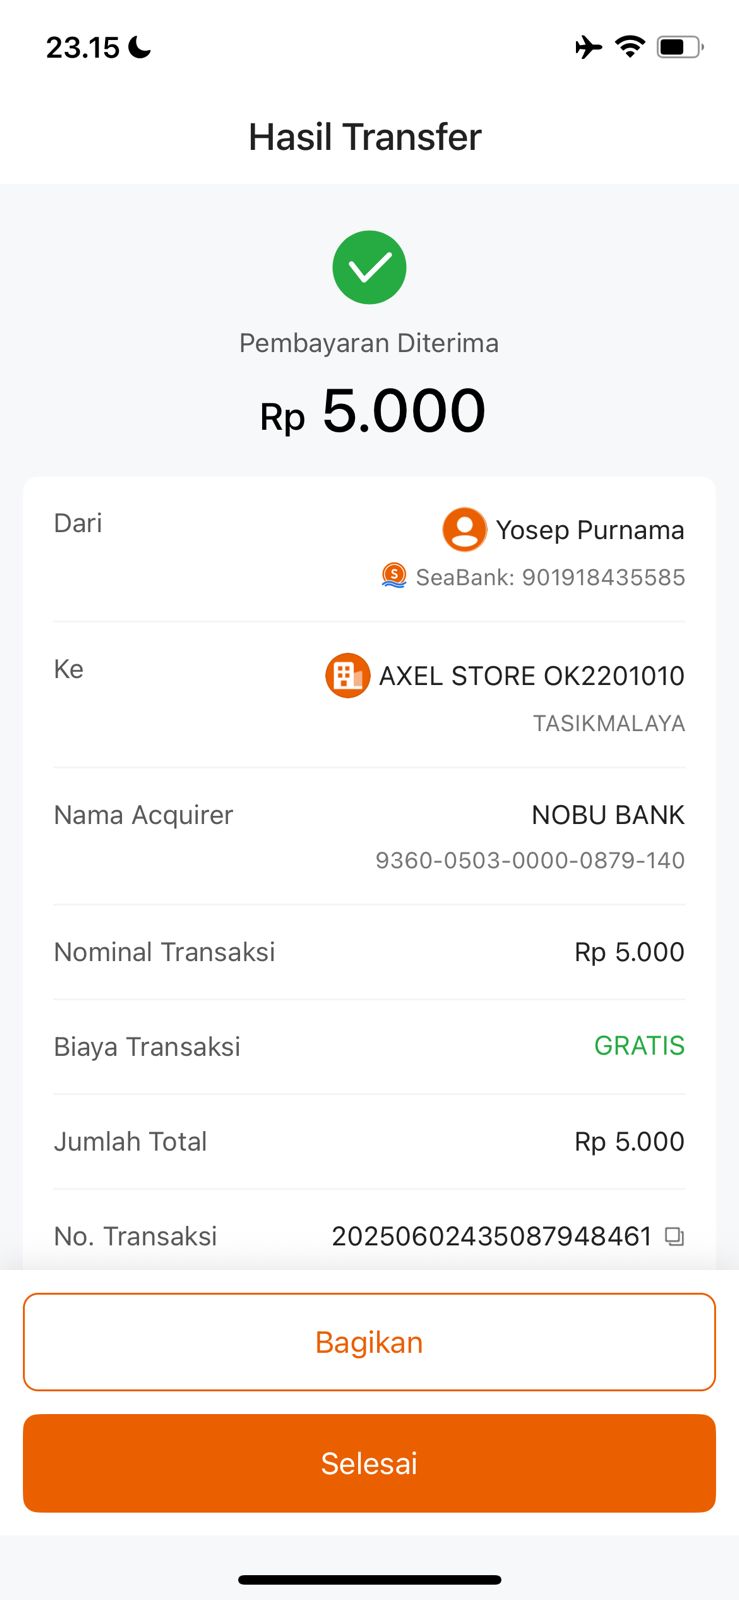 23.15
Hasil Transfer
Pembayaran Diterima
Rp 5.000
Dari
Yosep Purnama
SeaBank: 901918435585
Ke
AXEL STORE OK2201010
TASIKMALAYA
Nama Acquirer
NOBU BANK
9360-0503-0000-0879-140
Nominal Transaksi
Rp 5.000
Biaya Transaksi
GRATIS
Jumlah Total
Rp 5.000
No. Transaksi
20250602435087948461
Bagikan
Selesai